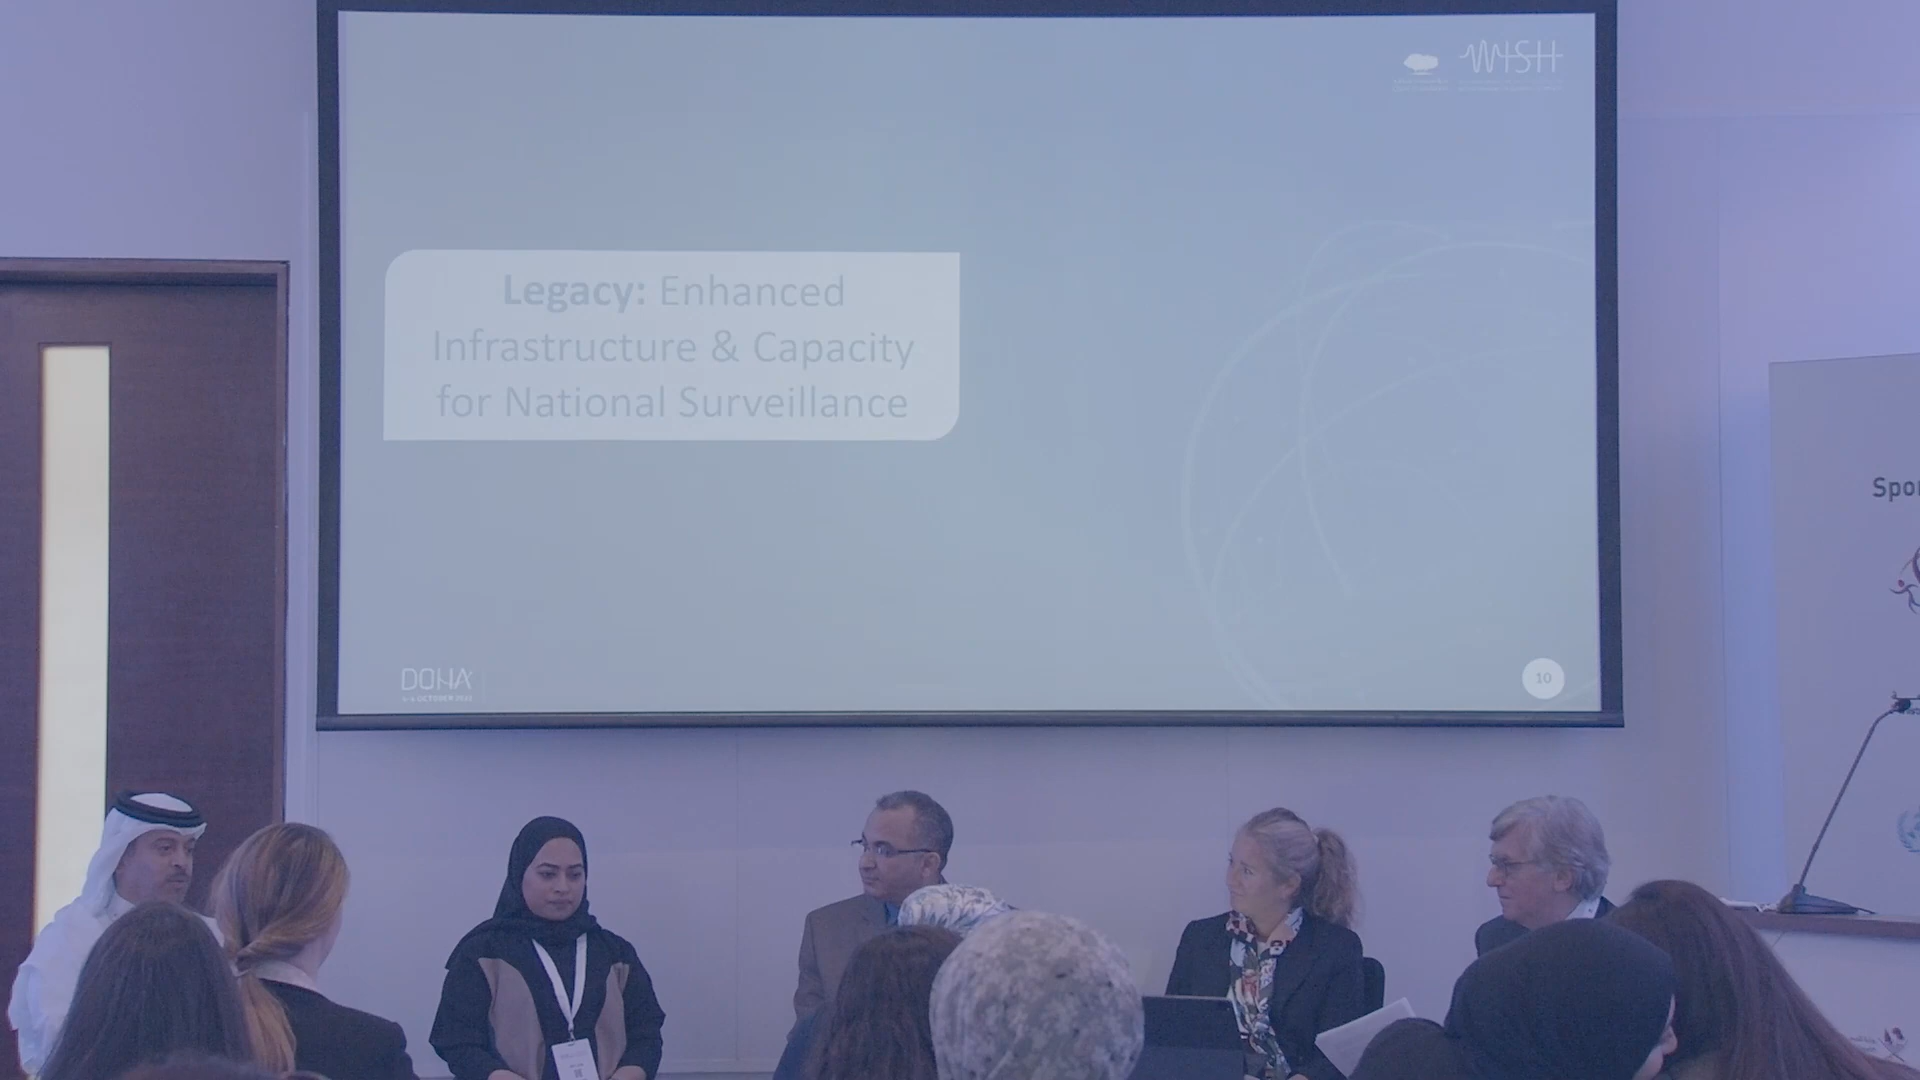 WISH
Legacy: Enhanced
Infrastructure & Capacity
for National Surveillance
DOHA
10
Spor